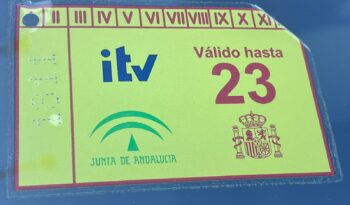 II III IV V VI VII VIII IX X XI
itv
Válido hasta
23
JUNTA DE ANDALUCIA